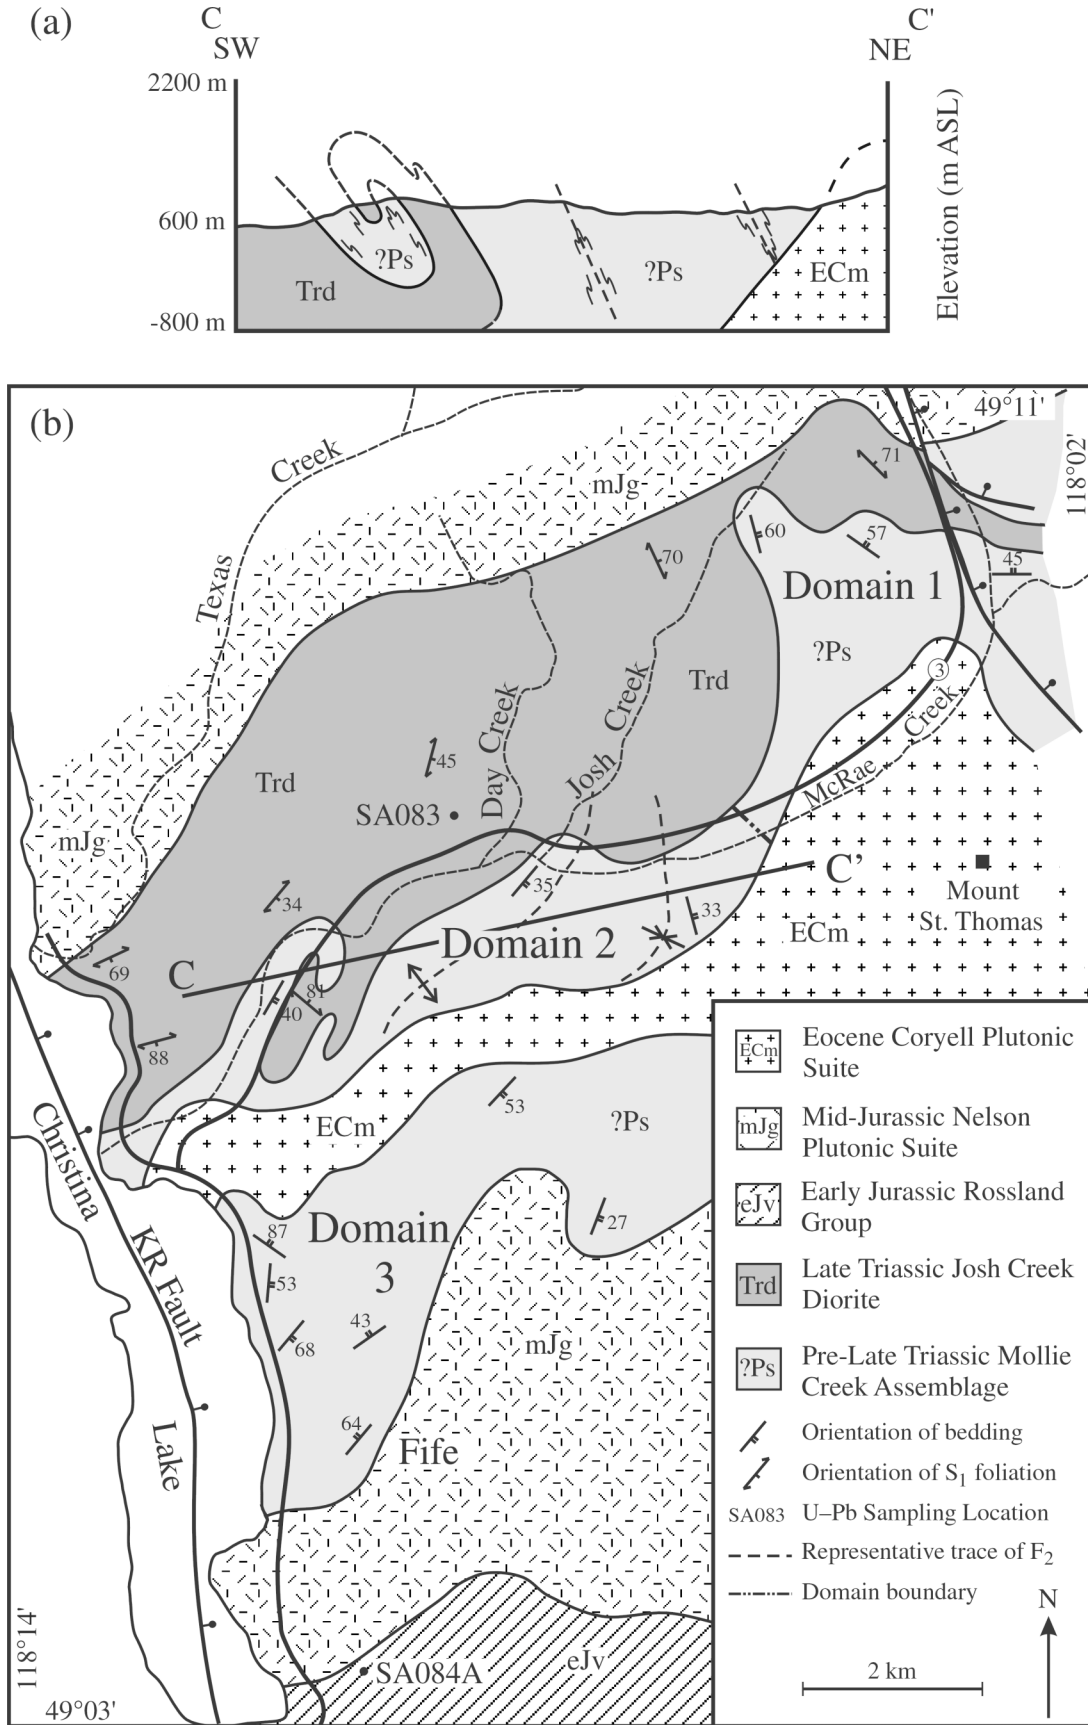 (a)
C
SW
C'
NE
2200 m
600 m
-800 m
Elevation (m ASL)
Trd
?Ps
?Ps
ECm
(b)
49°11'
118°02'
Creek
Texas
mJg
71
60
57
45
70
Domain 1
?Ps
Trd
3
Creek
McRae
Creek
Josh
Creek
Day
45
Trd
SA083
mJg
34
35
C'
Mount
St. Thomas
33
ECm
69
C
Domain 2
81
40
88
ECm
53
?Ps
Christina
Lake
KR Fault
87
Domain
3
27
53
43
68
mJg
64
Fife
eJv
SA084A
118°14'
49°03'
ECm
Eocene Coryell Plutonic
Suite
mJg
Mid-Jurassic Nelson
Plutonic Suite
eJv
Early Jurassic Rossland
Group
Trd
Late Triassic Josh Creek
Diorite
?Ps
Pre-Late Triassic Mollie
Creek Assemblage
Orientation of bedding
Orientation of S1 foliation
SA083 U–Pb Sampling Location
Representative trace of F2
Domain boundary
N
2 km